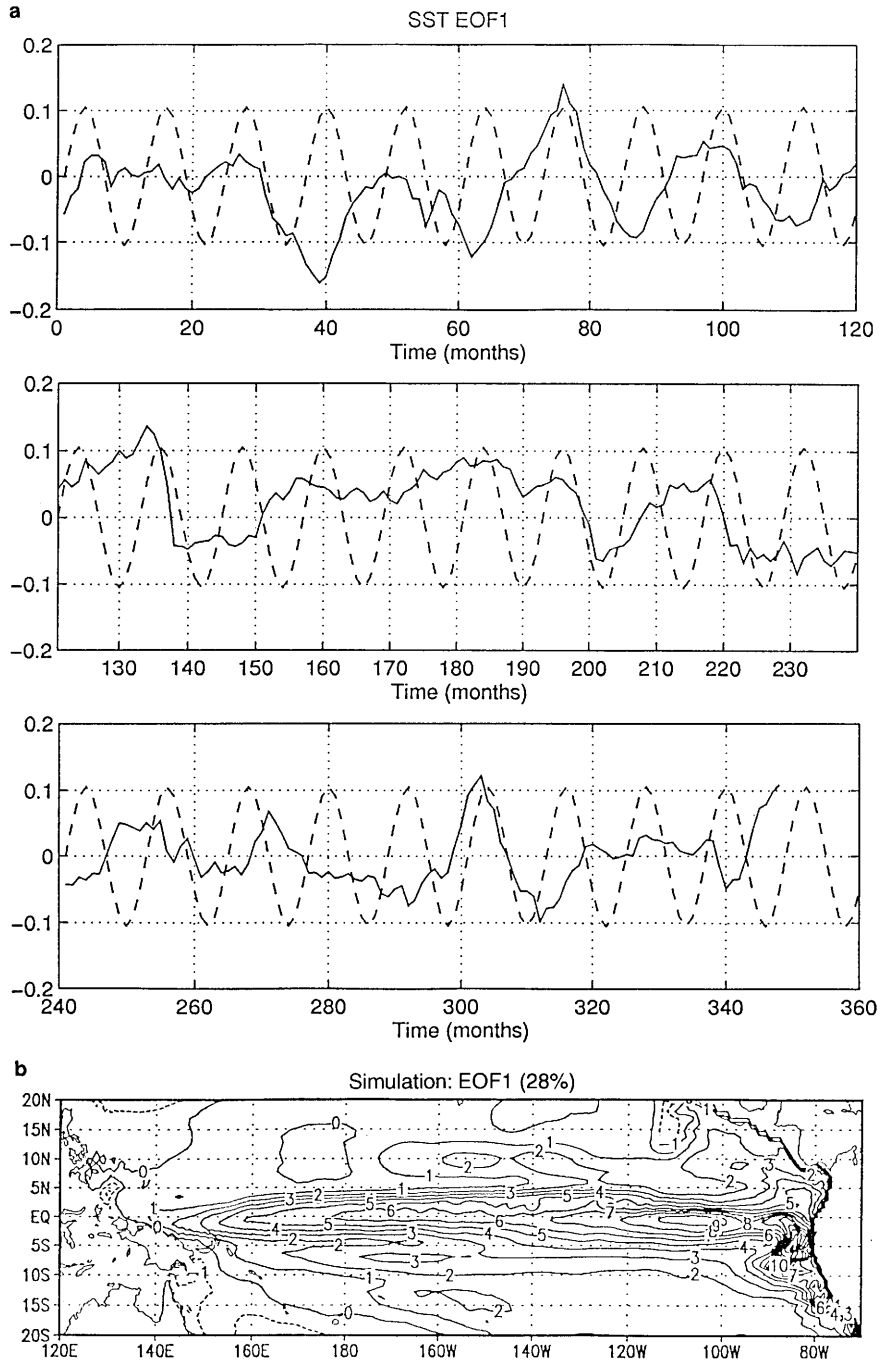 a
SST EOF1
0.2
0.1
0
−0.1
−0.2
0 20 40 60 80 100 120
Time (months)
0.2
0.1
0
−0.1
−0.2
130 140 150 160 170 180 190 200 210 220 230
Time (months)
0.2
0.1
0
−0.1
−0.2
240 260 280 300 320 340 360
Time (months)
b
Simulation: EOF1 (28%)
20N
15N
10N
5N
EQ
5S
10S
15S
20S
120E 140E 160E 180 160W 140W 120W 100W 80W